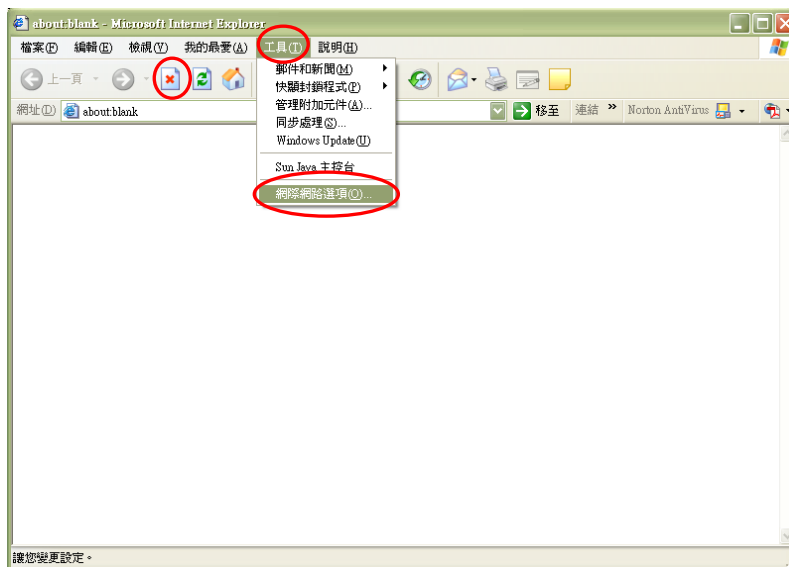 about:blank - Microsoft Internet Explorer
檔案(F) 編輯(E) 檢視(V) 我的最愛(A) 工具(T) 說明(H)
上一頁
網址(D) about:blank 移至 連結 » Norton AntiVirus
郵件和新聞(M)
快顯封鎖程式(P)
管理附加元件(A)...
同步處理(S)...
Windows Update(U)
Sun Java 主控台
網際網路選項(O)...
讓您變更設定。